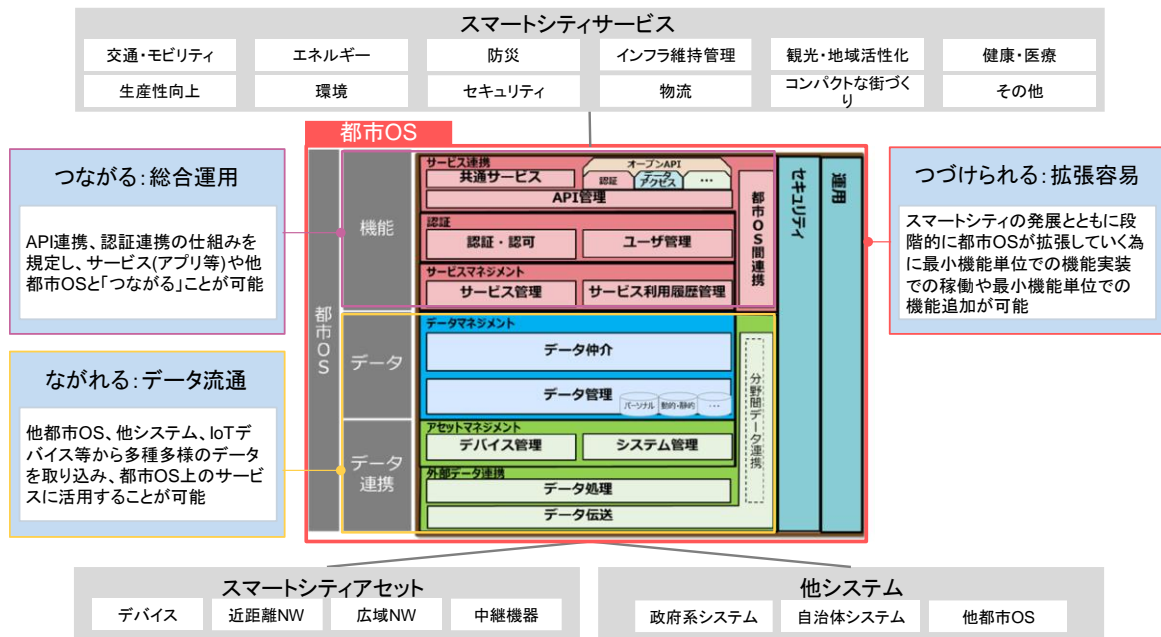 スマートシティサービス
交通・モビリティ
エネルギー
防災
インフラ維持管理
観光・地域活性化
健康・医療
生産性向上
環境
セキュリティ
物流
コンパクトな街づく
り
その他
都市OS
つながる：総合運用
API連携、認証連携の仕組みを
規定し、サービス(アプリ等)や他
都市OSと「つながる」ことが可能
ながれる：データ流通
他都市OS、他システム、IoTデ
バイス等から多種多様のデータ
を取り込み、都市OS上のサービ
スに活用することが可能
都市OS
機能
データ
データ
連携
サービス連携
共通サービス
オープンAPI
認証
データ
アクセス
…
API管理
認証
認証・認可
ユーザ管理
サービスマネジメント
サービス管理
サービス利用履歴管理
都市OS間連携
データマネジメント
データ仲介
データ管理
パーソナル
動的・静的
…
アセットマネジメント
デバイス管理
システム管理
外部データ連携
データ処理
データ伝送
分野間データ連携
セキュリティ
運用
つづけられる：拡張容易
スマートシティの発展とともに段
階的に都市OSが拡張していく為
に最小機能単位での機能実装
での稼働や最小機能単位での
機能追加が可能
スマートシティアセット
デバイス
近距離NW
広域NW
中継機器
他システム
政府系システム
自治体システム
他都市OS